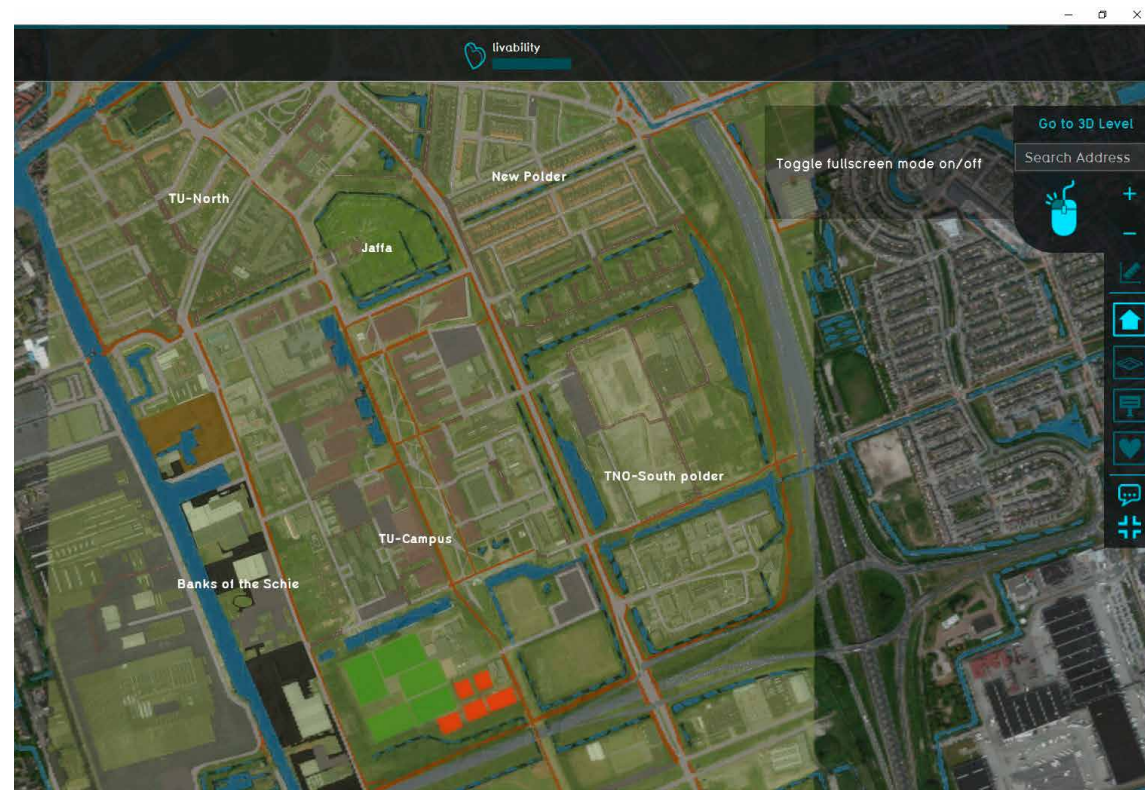 livability
Go to 3D Level
Toggle fullscreen mode on/off
Search Address
New Polder
TU-North
Jaffa
TNO-South polder
TU-Campus
Banks of the Schie